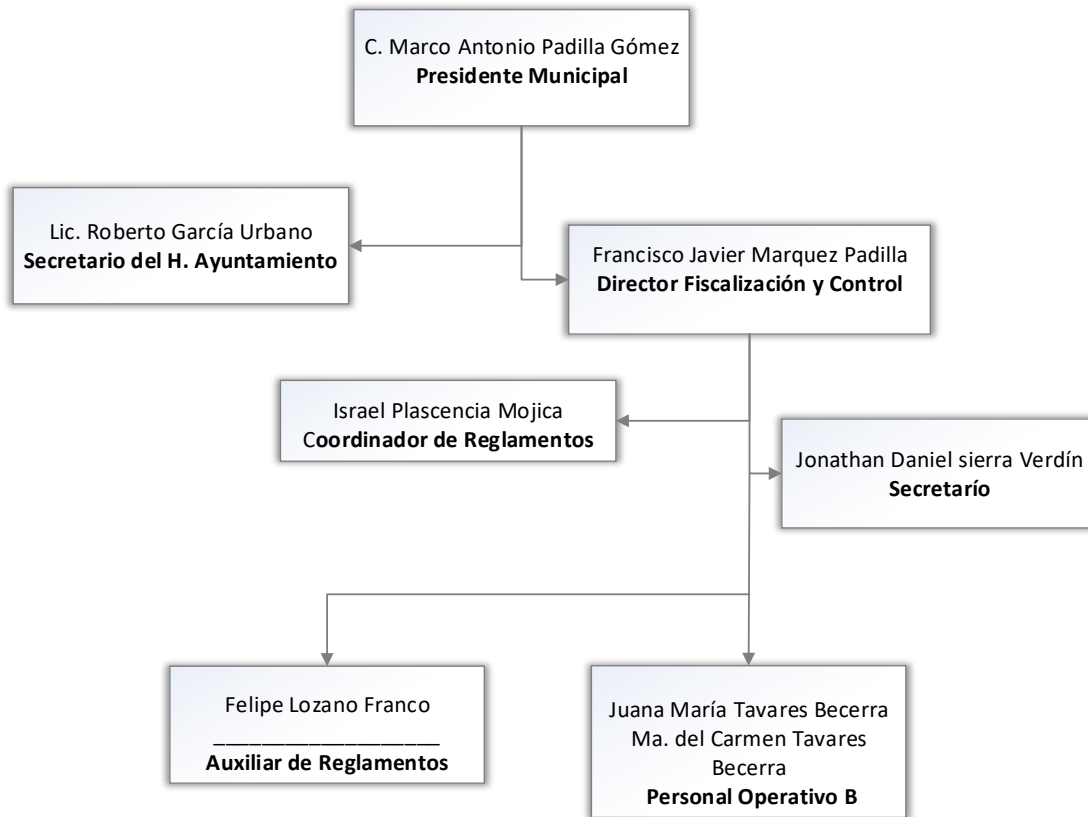 C. Marco Antonio Padilla Gómez
Presidente Municipal
Lic. Roberto García Urbano
Secretario del H. Ayuntamiento
Francisco Javier Marquez Padilla
Director Fiscalización y Control
Israel Plascencia Mojica
Coordinador de Reglamentos
Jonathan Daniel sierra Verdín
Secretarío
Felipe Lozano Franco
___________________
Auxiliar de Reglamentos
Juana María Tavares Becerra
Ma. del Carmen Tavares
Becerra
Personal Operativo B